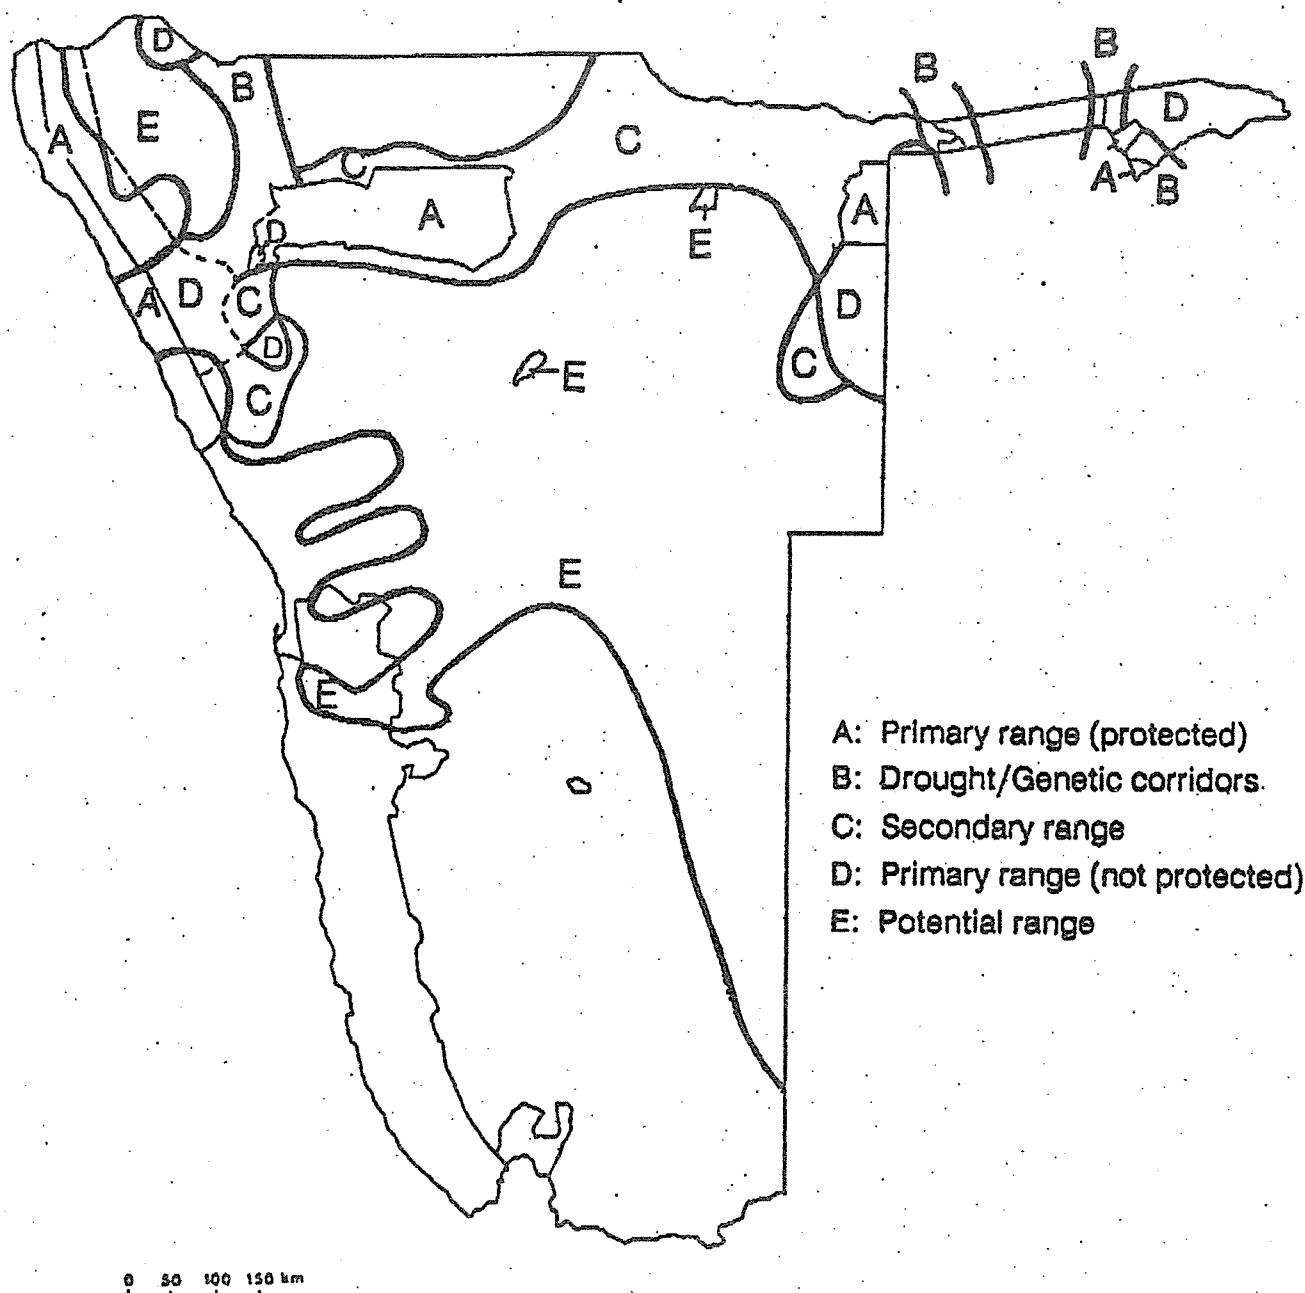 D
B
B
B
D
A
E
C
C
A
B
A
A
D
E
A
D
C
D
D
C
E
C
E
E
A: Primary range (protected)
B: Drought/Genetic corridors
C: Secondary range
D: Primary range (not protected)
E: Potential range
0 50 100 150 km